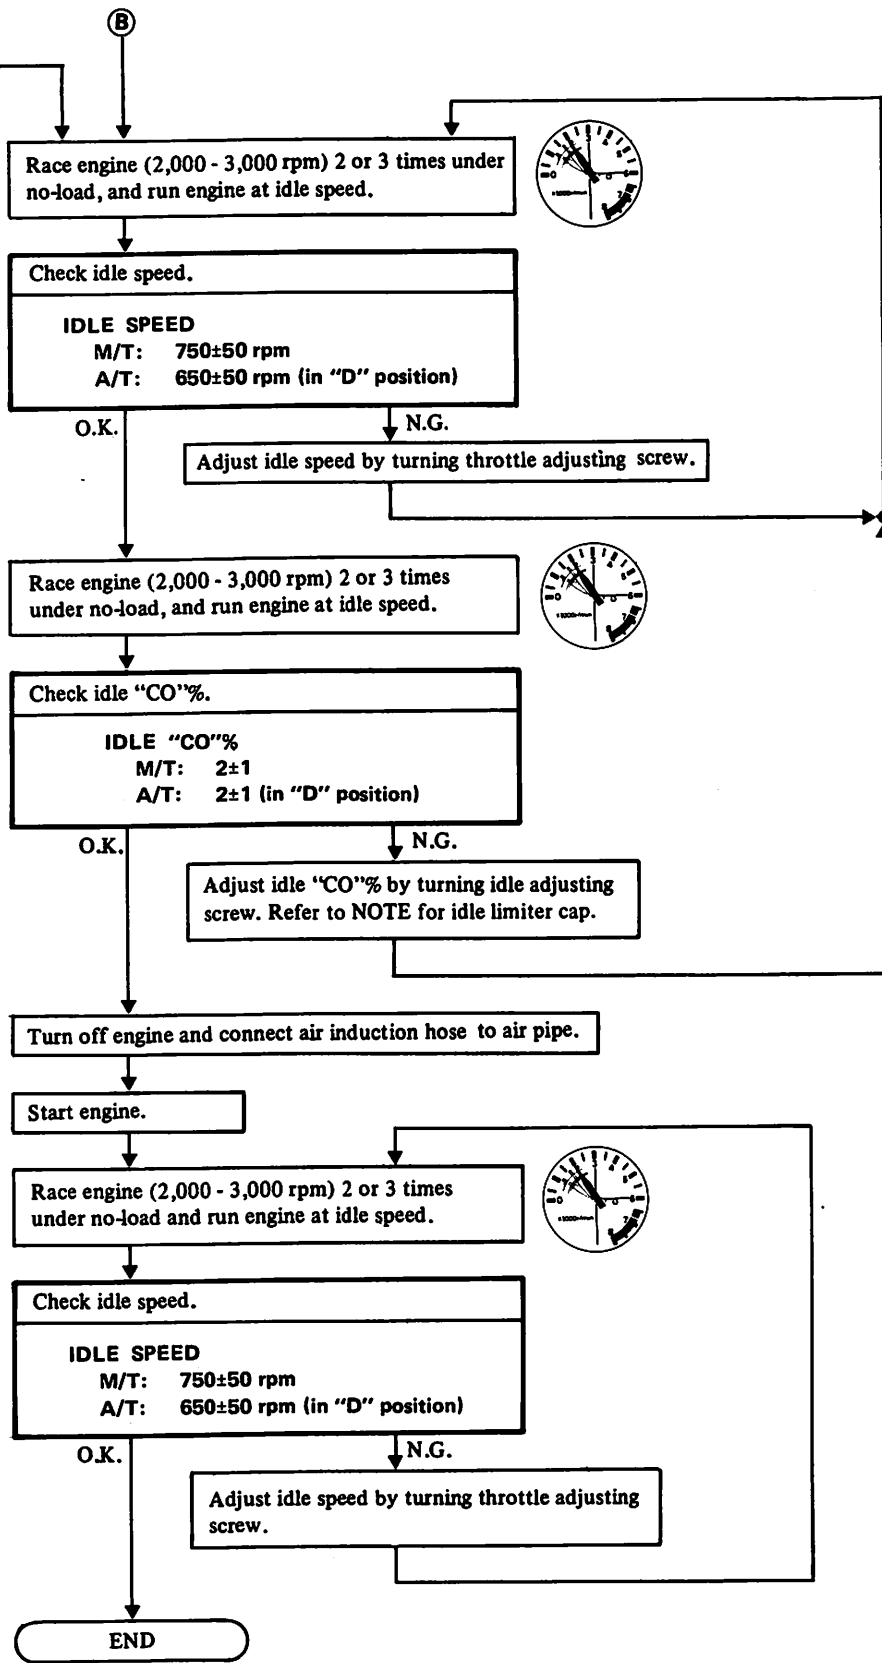 B
Race engine (2,000 - 3,000 rpm) 2 or 3 times under
no-load, and run engine at idle speed.
Check idle speed.
IDLE SPEED
M/T: 750±50 rpm
A/T: 650±50 rpm (in "D" position)
O.K.
N.G.
Adjust idle speed by turning throttle adjusting screw.
Race engine (2,000 - 3,000 rpm) 2 or 3 times
under no-load, and run engine at idle speed.
Check idle "CO"%.
IDLE "CO"%
M/T: 2±1
A/T: 2±1 (in "D" position)
O.K.
N.G.
Adjust idle "CO"% by turning idle adjusting
screw. Refer to NOTE for idle limiter cap.
Turn off engine and connect air induction hose to air pipe.
Start engine.
Race engine (2,000 - 3,000 rpm) 2 or 3 times
under no-load and run engine at idle speed.
Check idle speed.
IDLE SPEED
M/T: 750±50 rpm
A/T: 650±50 rpm (in "D" position)
O.K.
N.G.
Adjust idle speed by turning throttle adjusting
screw.
END